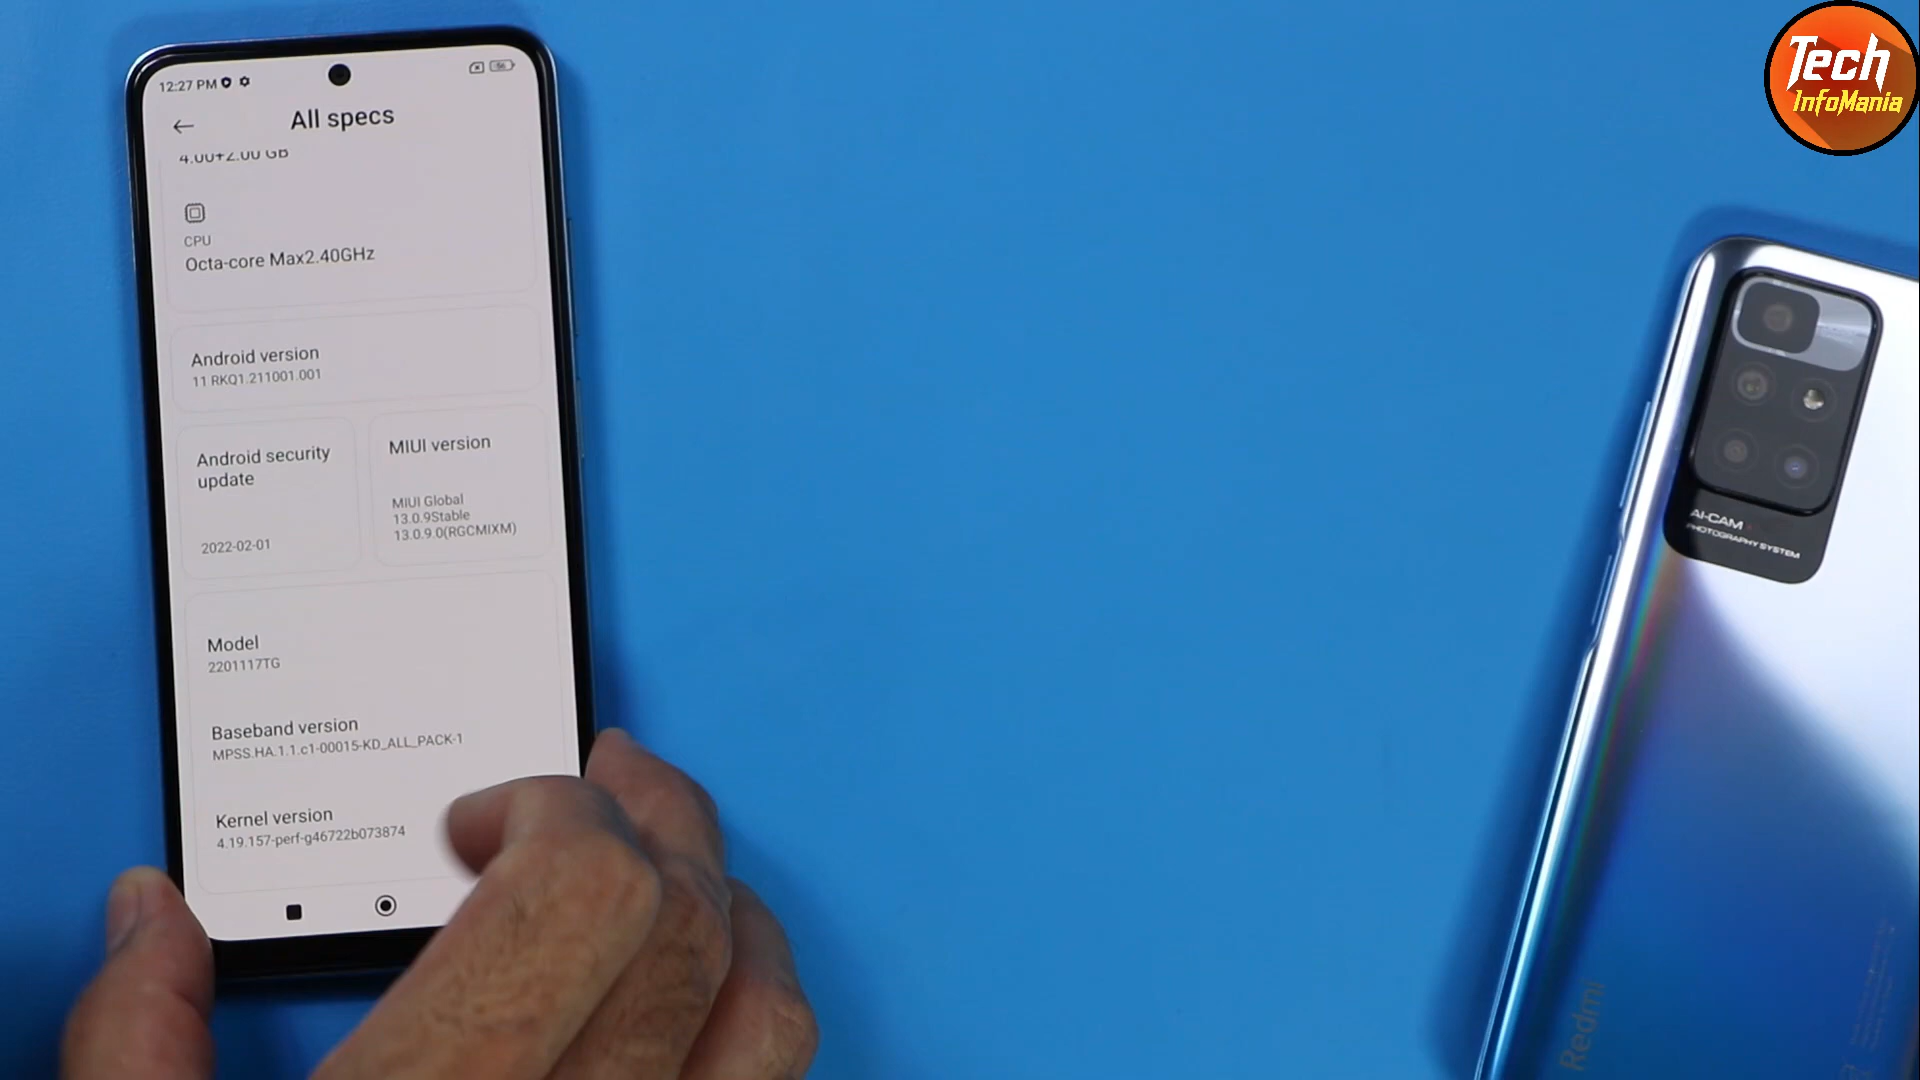 Tech
InfoMania
12:27 PM
56
All specs
4.00+2.00 GB
CPU
Octa-core Max2.40GHz
Android version
11 RKQ1.211001.001
Android security
update
2022-02-01
MIUI version
MIUI Global
13.0.9Stable
13.0.9.0(RGCMIXM)
Model
2201117TG
Baseband version
MPSS.HA.1.1.c1-00015-KD_ALL_PACK-1
Kernel version
4.19.157-perf-g46722b073874
AI-CAM
PHOTOGRAPHY SYSTEM
Redmi